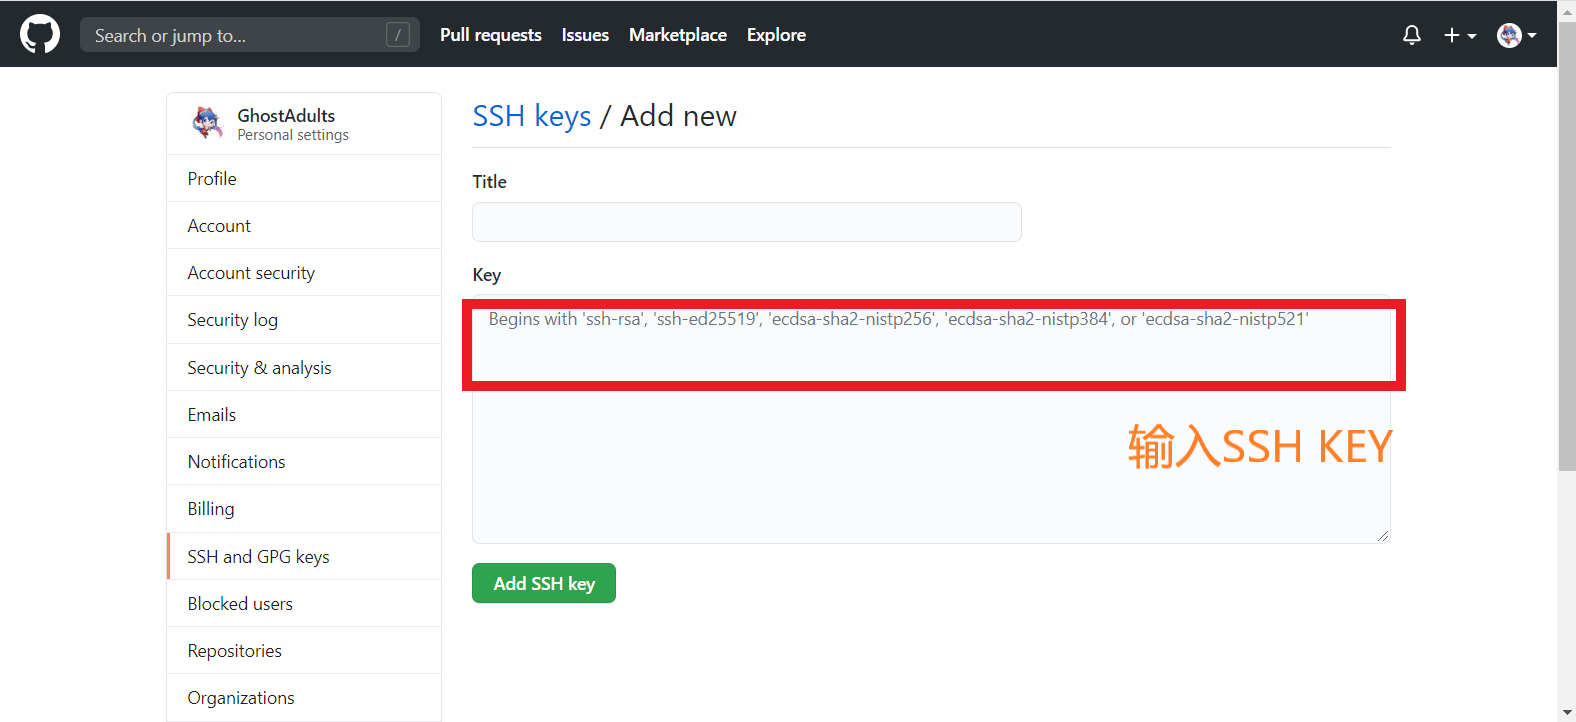 Search or jump to...
/
Pull requests
Issues
Marketplace
Explore
GhostAdults
Personal settings
Profile
Account
Account security
Security log
Security & analysis
Emails
Notifications
Billing
SSH and GPG keys
Blocked users
Repositories
Organizations
SSH keys / Add new
Title
Key
Begins with 'ssh-rsa', 'ssh-ed25519', 'ecdsa-sha2-nistp256', 'ecdsa-sha2-nistp384', or 'ecdsa-sha2-nistp521'
输入SSH KEY
Add SSH key